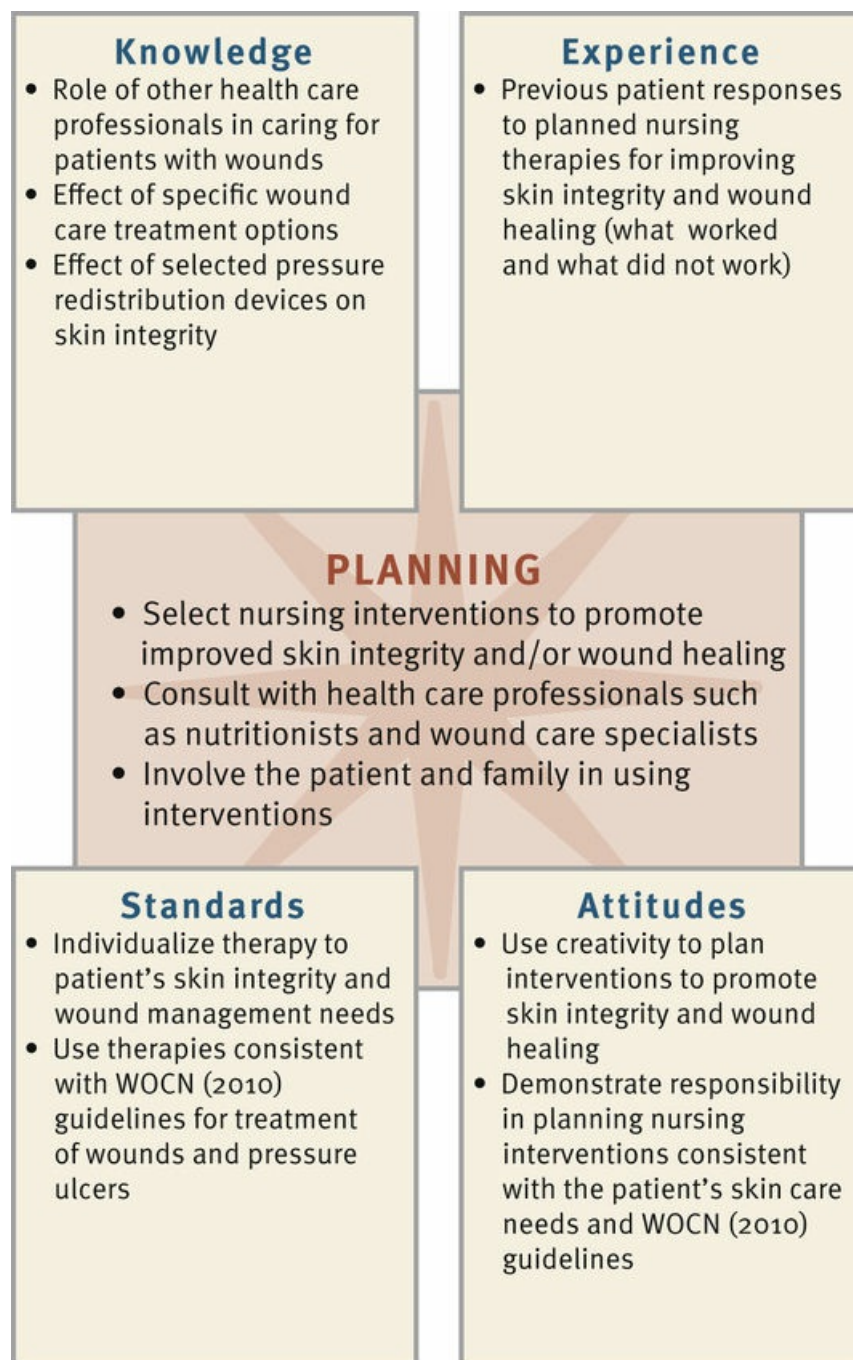 Knowledge
• Role of other health care
professionals in caring for
patients with wounds
• Effect of specific wound
care treatment options
• Effect of selected pressure
redistribution devices on
skin integrity
Experience
• Previous patient responses
to planned nursing
therapies for improving
skin integrity and wound
healing (what worked
and what did not work)
PLANNING
• Select nursing interventions to promote
improved skin integrity and/or wound healing
• Consult with health care professionals such
as nutritionists and wound care specialists
• Involve the patient and family in using
interventions
Standards
• Individualize therapy to
patient’s skin integrity and
wound management needs
• Use therapies consistent
with WOCN (2010)
guidelines for treatment
of wounds and pressure
ulcers
Attitudes
• Use creativity to plan
interventions to promote
skin integrity and wound
healing
• Demonstrate responsibility
in planning nursing
interventions consistent
with the patient’s skin care
needs and WOCN (2010)
guidelines